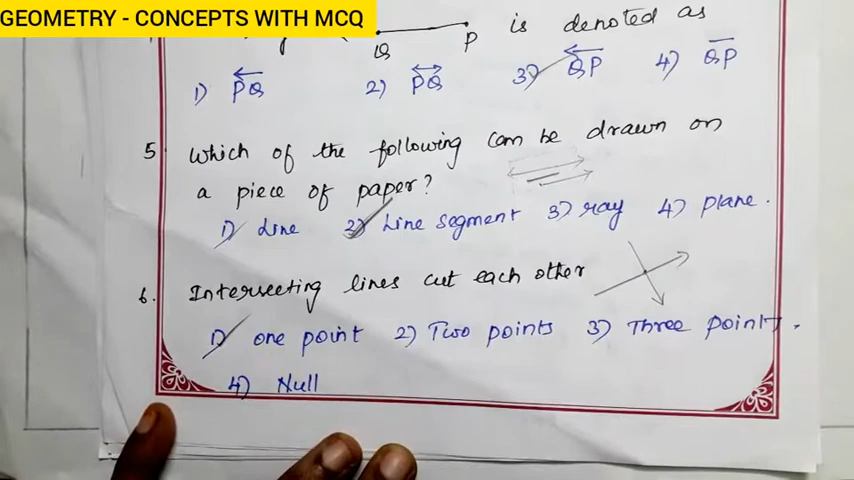 GEOMETRY - CONCEPTS WITH MCQ
Q P is denoted as
1) PQ 2) PQ 3) QP 4) QP
5 Which of the following can be drawn on
a piece of paper?
1) Line 2) Line segment 3) ray 4) plane.
6. Intersecting lines cut each other
1) one point 2) Two points 3) Three points.
4) Null